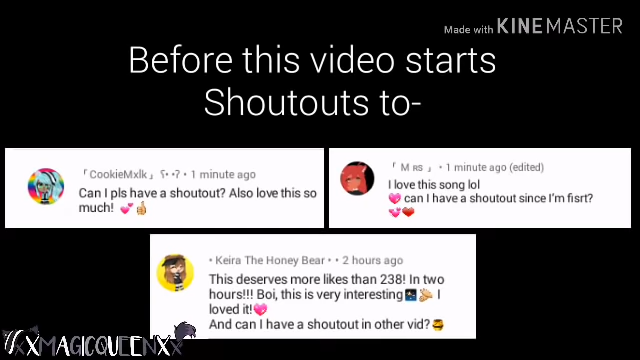 Made with KINEMASTER
Before this video starts
Shoutouts to-
「CookieMxlk」 ʕ•̫•ʔ • 1 minute ago
Can I pls have a shoutout? Also love this so
much! 💕☝
「 M ʀs 」 • 1 minute ago (edited)
I love this song lol
💖 can I have a shoutout since I'm fisrt?
💕❤
• Keira The Honey Bear • • 2 hours ago
This deserves more likes than 238! In two
hours!!! Boi, this is very interesting I
loved it!💖
And can I have a shoutout in other vid?🍯
XMAGICQUEENX